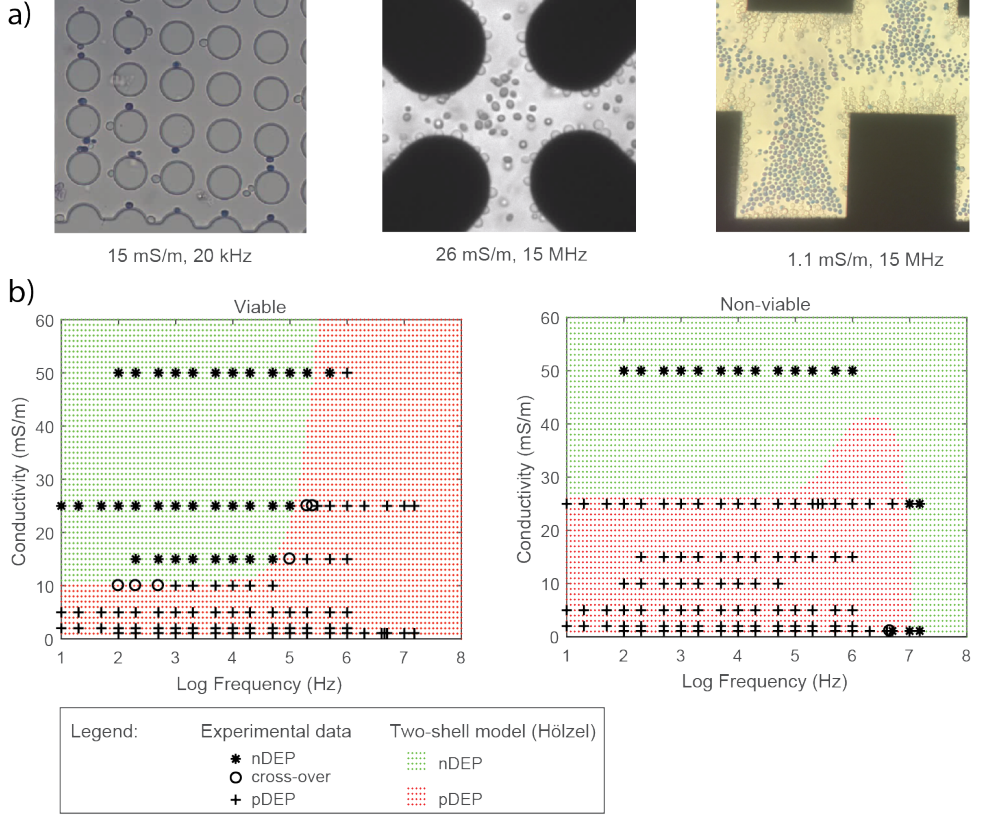 a)
15 mS/m, 20 kHz
26 mS/m, 15 MHz
1.1 mS/m, 15 MHz
b)
Viable
60
50
40
30
20
10
0
Conductivity (mS/m)
1 2 3 4 5 6 7 8
Log Frequency (Hz)
Non-viable
60
50
40
30
20
10
0
Conductivity (mS/m)
1 2 3 4 5 6 7 8
Log Frequency (Hz)
Legend: Experimental data Two-shell model (Hölzel)
nDEP nDEP
cross-over
pDEP pDEP